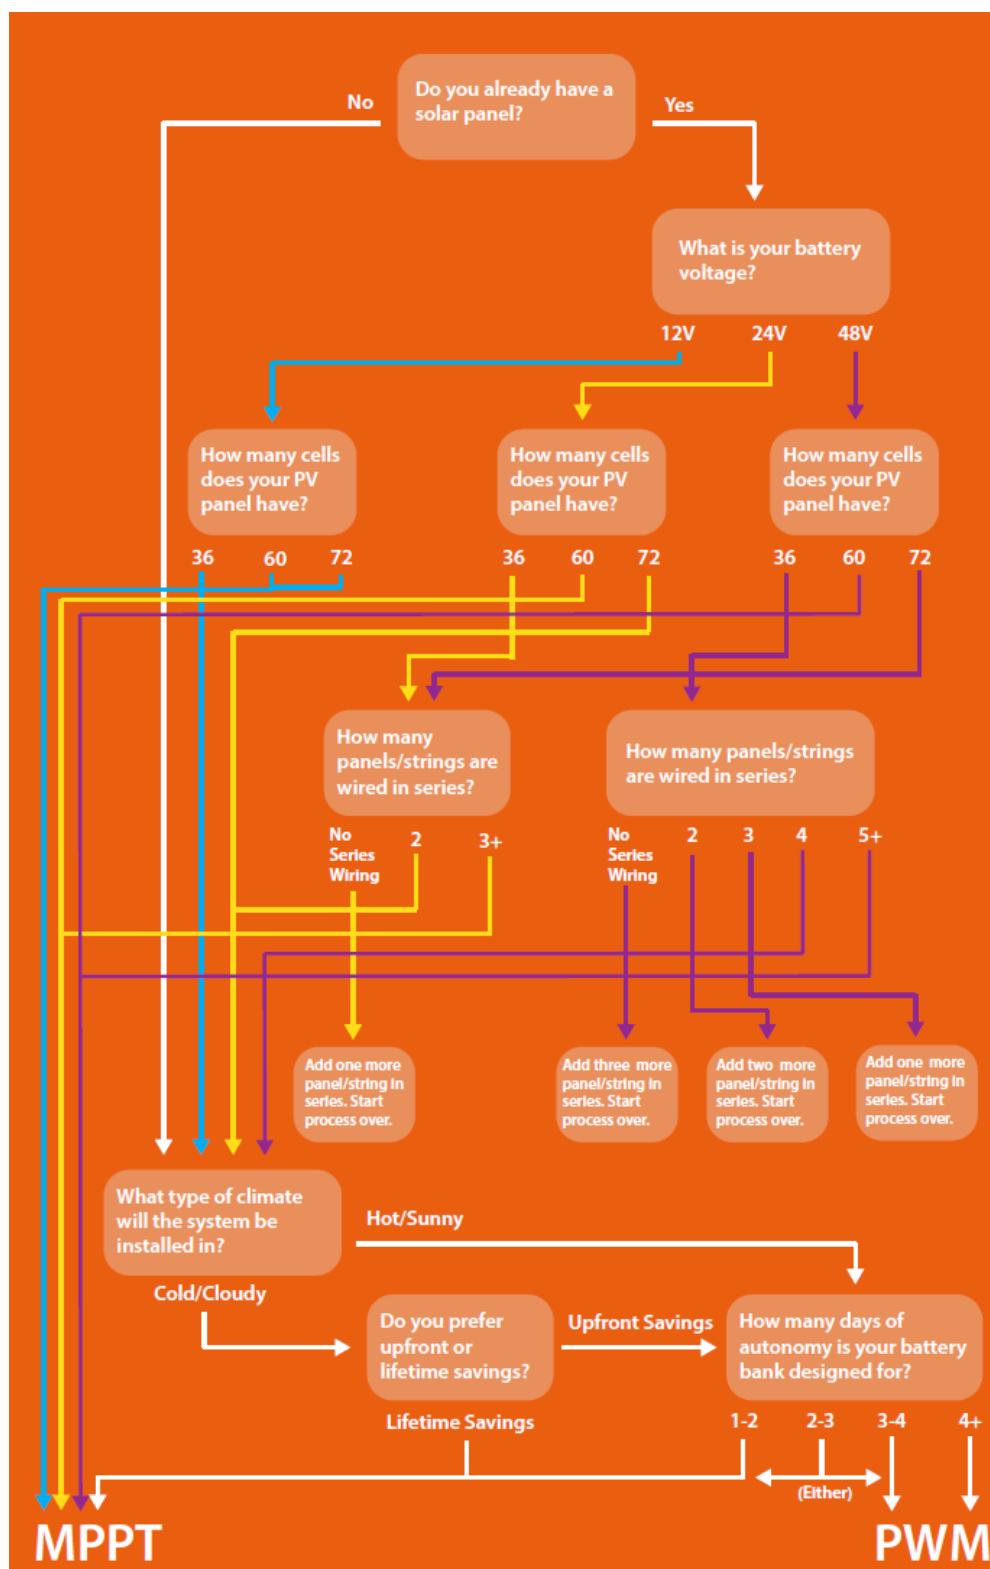 Do you already have a
solar panel?
No
Yes
What is your battery
voltage?
12V
24V
48V
How many cells
does your PV
panel have?
How many cells
does your PV
panel have?
How many cells
does your PV
panel have?
36
60
72
36
60
72
36
60
72
How many
panels/strings are
wired in series?
How many panels/strings
are wired in series?
No
Series
Wiring
2
3+
No
Series
Wiring
2
3
4
5+
Add one more
panel/string in
series. Start
process over.
Add three more
panel/string in
series. Start
process over.
Add two more
panel/string in
series. Start
process over.
Add one more
panel/string in
series. Start
process over.
What type of climate
will the system be
installed in?
Hot/Sunny
Cold/Cloudy
Do you prefer
upfront or
lifetime savings?
Upfront Savings
How many days of
autonomy is your battery
bank designed for?
Lifetime Savings
1-2
2-3
3-4
4+
(Either)
MPPT
PWM